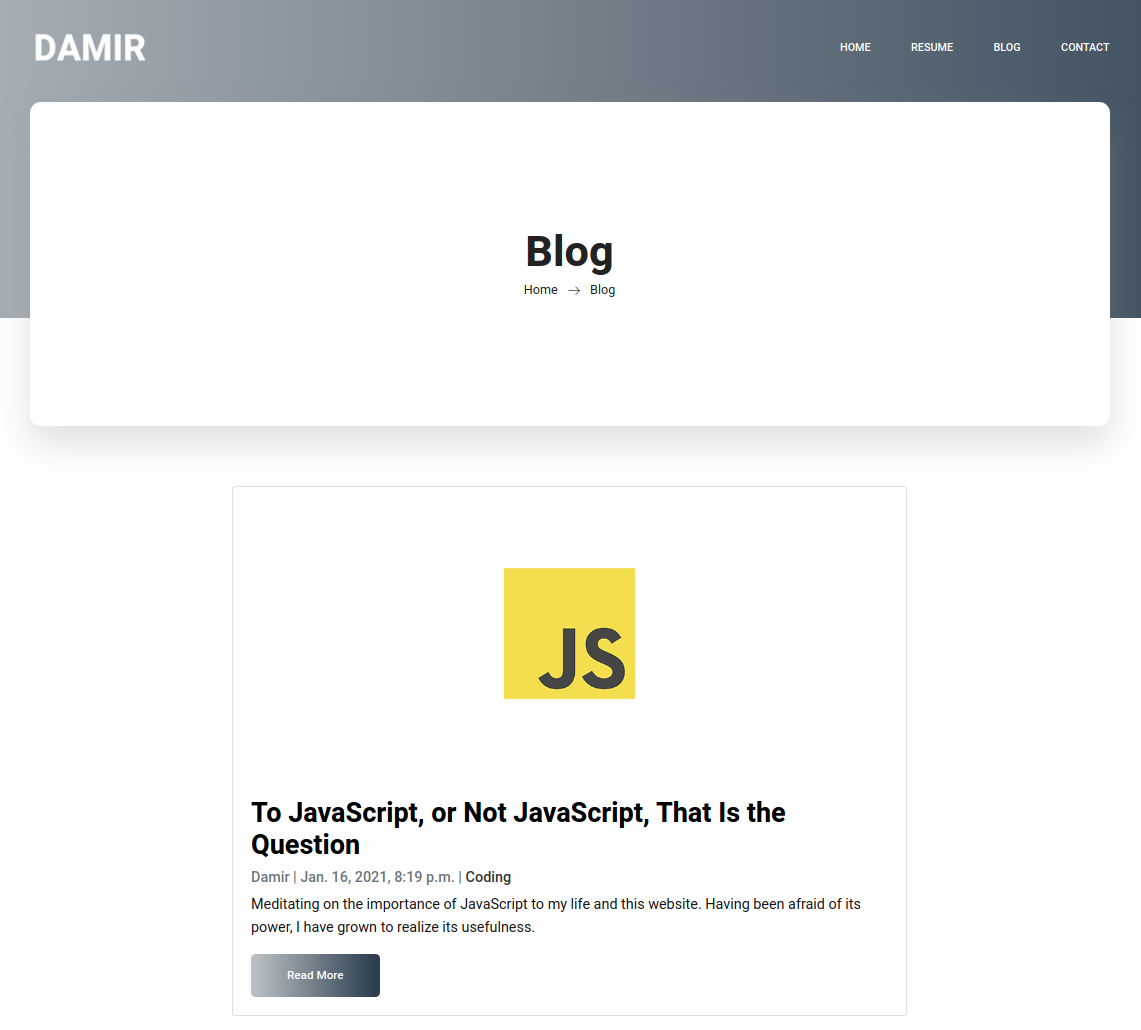 DAMIR
HOME RESUME BLOG CONTACT
Blog
Home → Blog
JS
To JavaScript, or Not JavaScript, That Is the
Question
Damir | Jan. 16, 2021, 8:19 p.m. | Coding
Meditating on the importance of JavaScript to my life and this website. Having been afraid of its
power, I have grown to realize its usefulness.
Read More